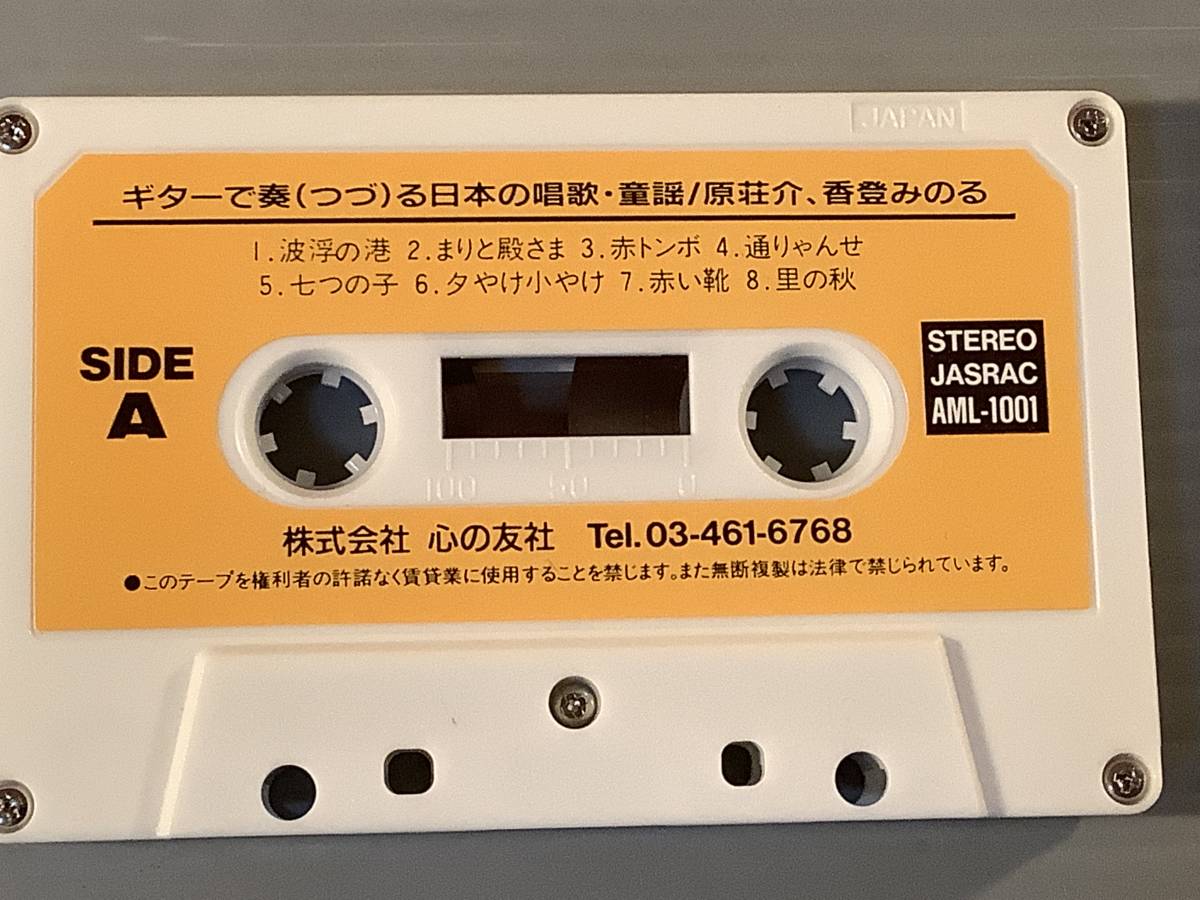 JAPAN
ギターで奏(つづ)る日本の唱歌・童謡/原荘介、香登みのる
1.波浮の港 2.まりと殿さま 3.赤トンボ 4.通りゃんせ
5.七つの子 6.夕やけ小やけ 7.赤い靴 8.里の秋
SIDE
A
STEREO
JASRAC
AML-1001
100 50 0
株式会社 心の友社 Tel.03-461-6768
●このテープを権利者の許諾なく賃貸業に使用することを禁じます。また無断複製は法律で禁じられています。